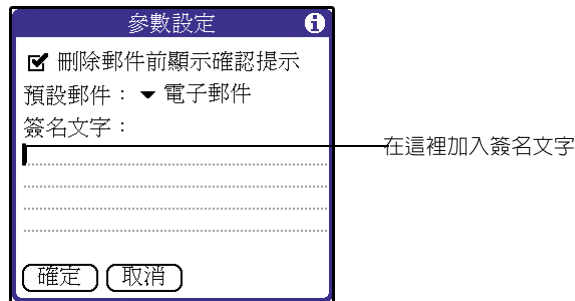 參數設定
刪除郵件前顯示確認提示
預設郵件： 電子郵件
簽名文字：
在這裡加入簽名文字
確定 取消